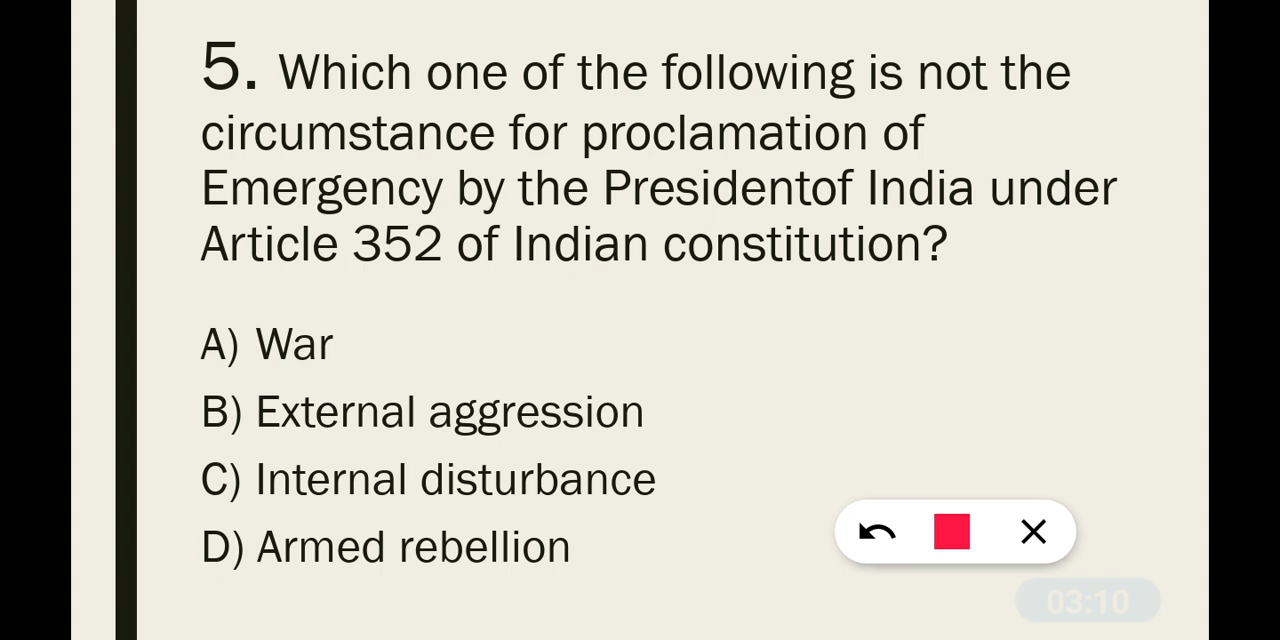 5. Which one of the following is not the
circumstance for proclamation of
Emergency by the Presidentof India under
Article 352 of Indian constitution?
A) War
B) External aggression
C) Internal disturbance
D) Armed rebellion
03:10